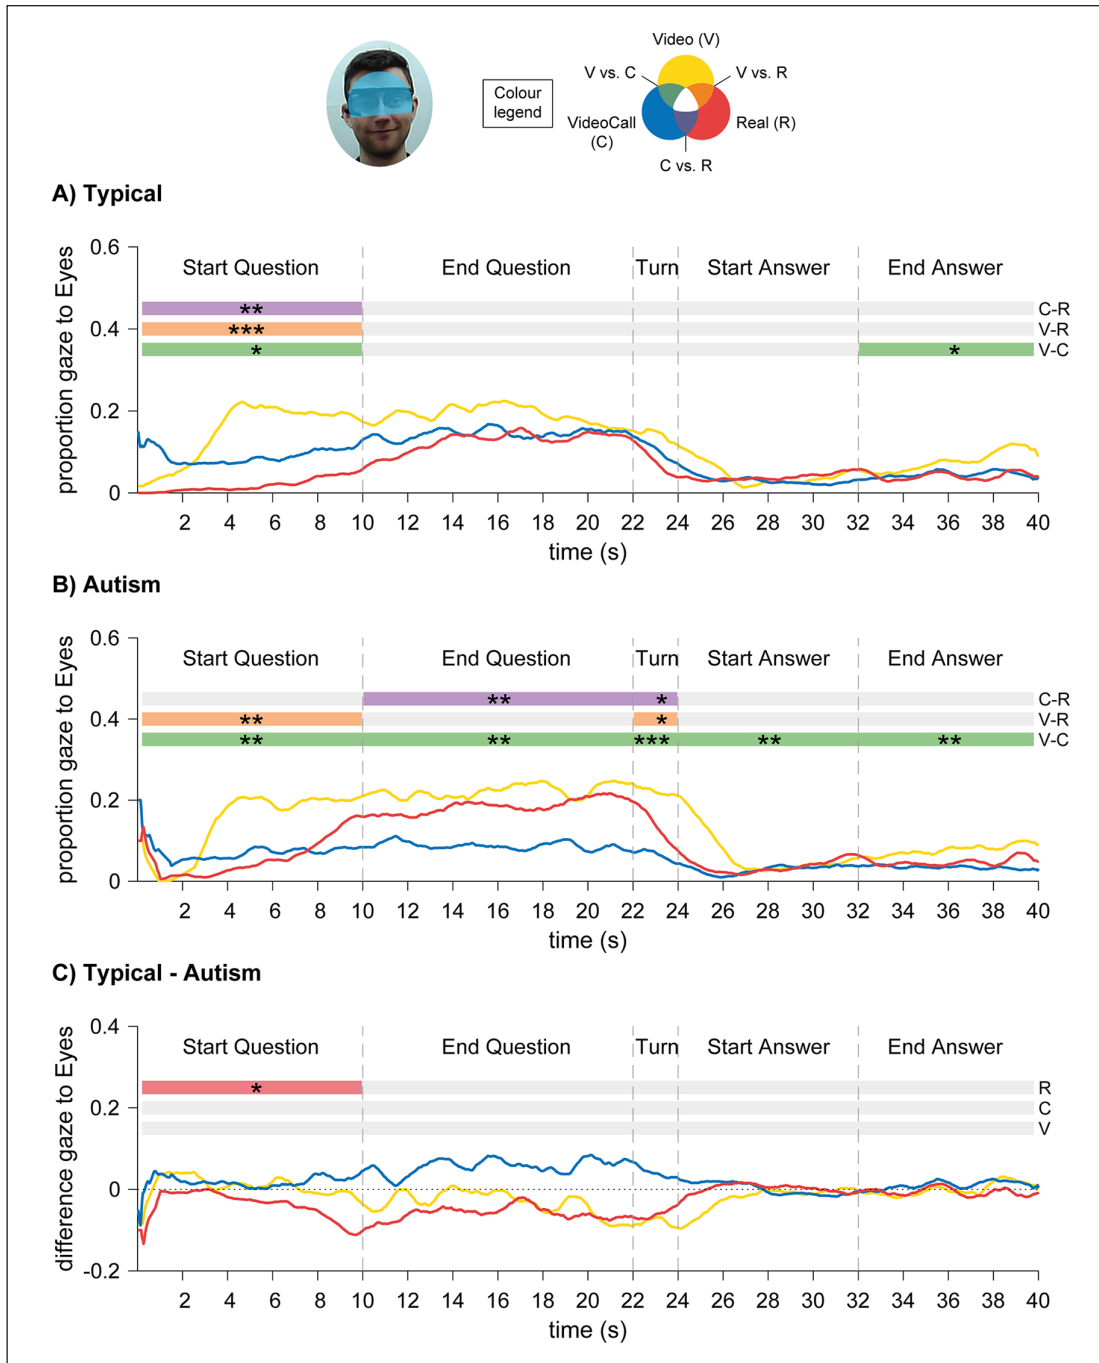 Video (V)
V vs. C
V vs. R
Colour
legend
VideoCall
(C)
Real (R)
C vs. R
A) Typical
proportion gaze to Eyes
0.6
0.4
0.2
0
Start Question
End Question
Turn
Start Answer
End Answer
** C-R
*** V-R
* * V-C
2 4 6 8 10 12 14 16 18 20 22 24 26 28 30 32 34 36 38 40
time (s)
B) Autism
proportion gaze to Eyes
0.6
0.4
0.2
0
Start Question
End Question
Turn
Start Answer
End Answer
** * C-R
** * V-R
** ** *** ** ** V-C
2 4 6 8 10 12 14 16 18 20 22 24 26 28 30 32 34 36 38 40
time (s)
C) Typical - Autism
difference gaze to Eyes
0.4
0.2
0
-0.2
Start Question
End Question
Turn
Start Answer
End Answer
* R
C
V
2 4 6 8 10 12 14 16 18 20 22 24 26 28 30 32 34 36 38 40
time (s)